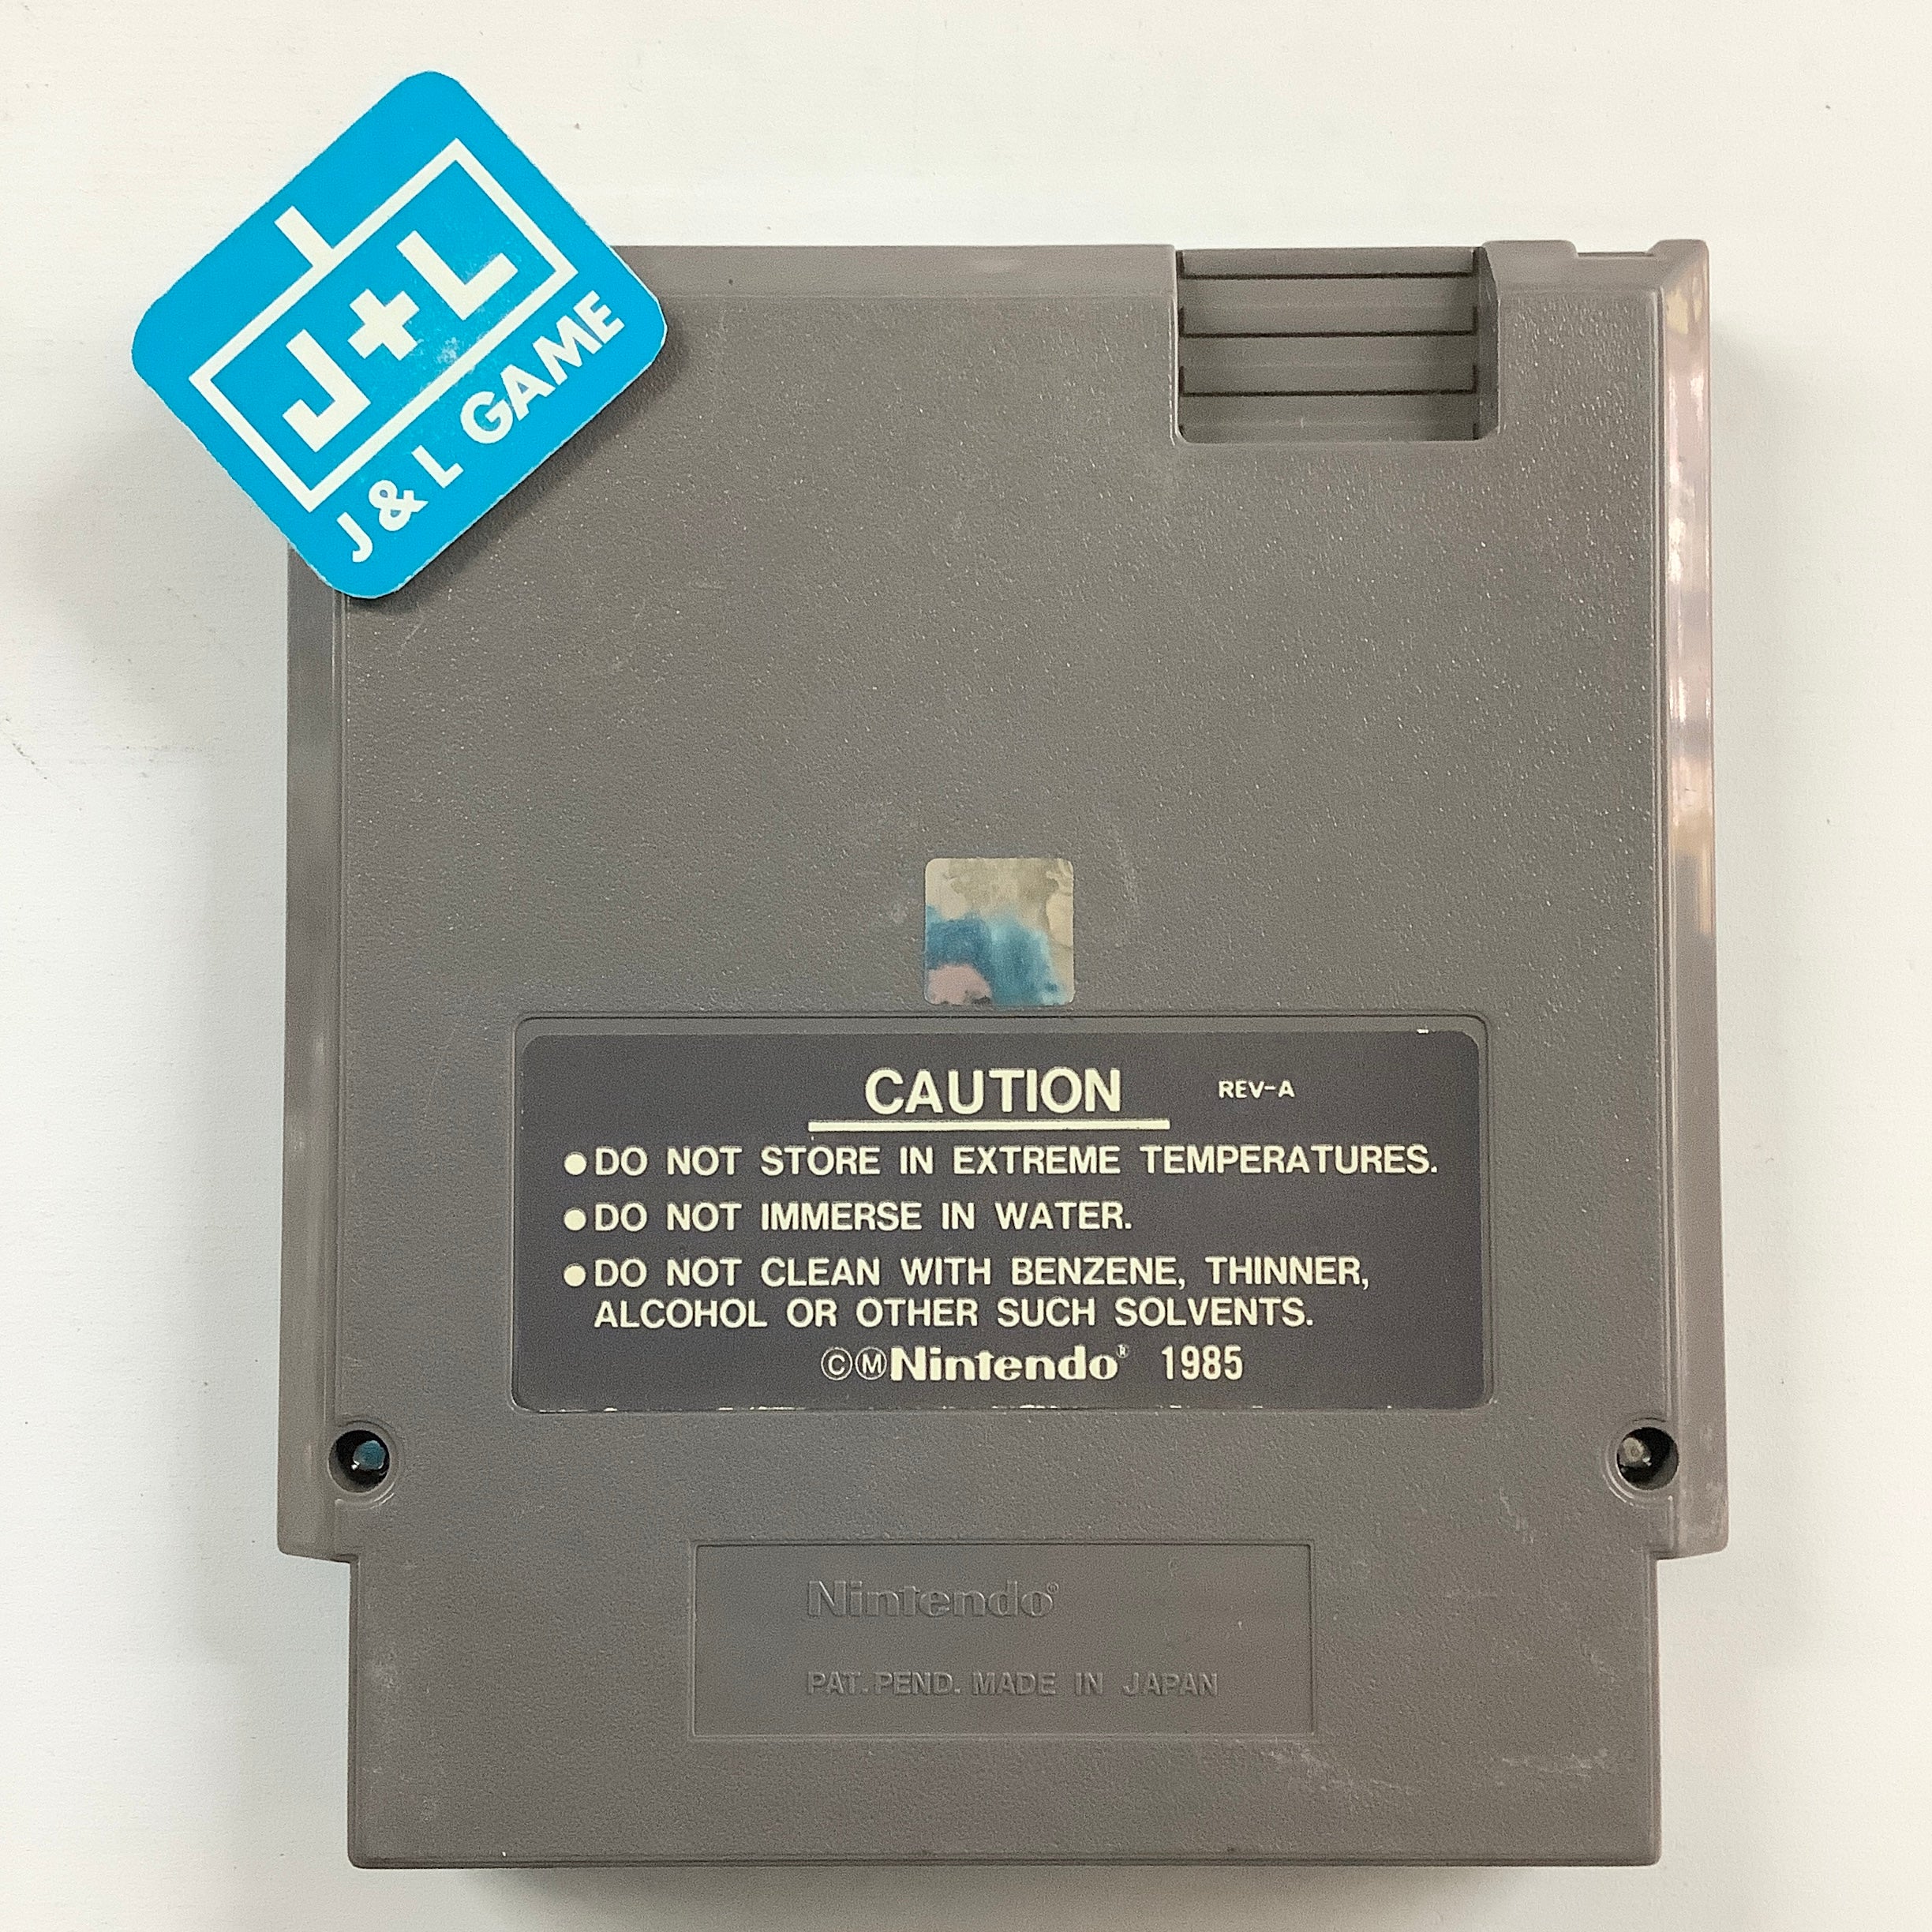 J+L
J & L GAME
CAUTION REV-A
●DO NOT STORE IN EXTREME TEMPERATURES.
●DO NOT IMMERSE IN WATER.
●DO NOT CLEAN WITH BENZENE, THINNER,
ALCOHOL OR OTHER SUCH SOLVENTS.
©ⓂNintendo® 1985
Nintendo®
PAT. PEND. MADE IN JAPAN